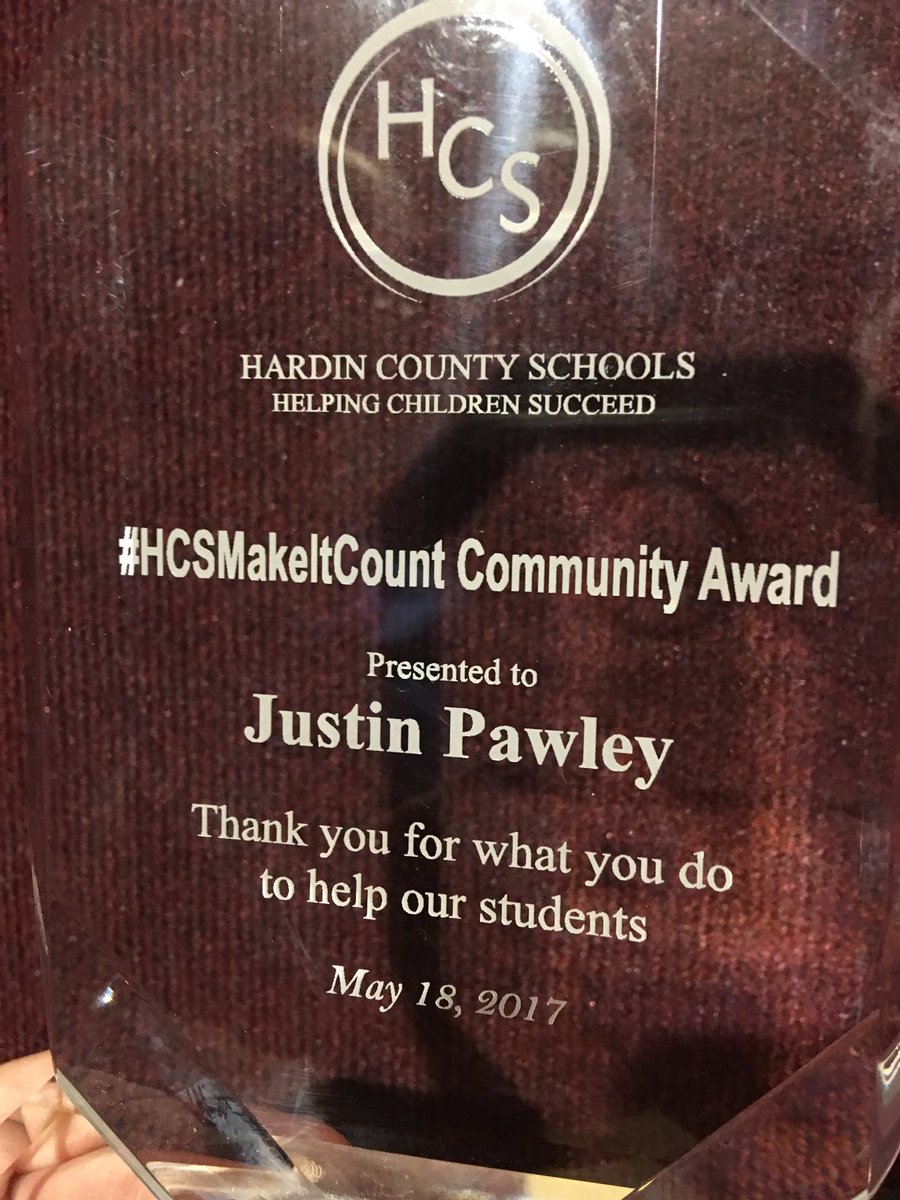 HCS
HARDIN COUNTY SCHOOLS
HELPING CHILDREN SUCCEED
#HCSMakeItCount Community Award
Presented to
Justin Pawley
Thank you for what you do
to help our students
May 18, 2017